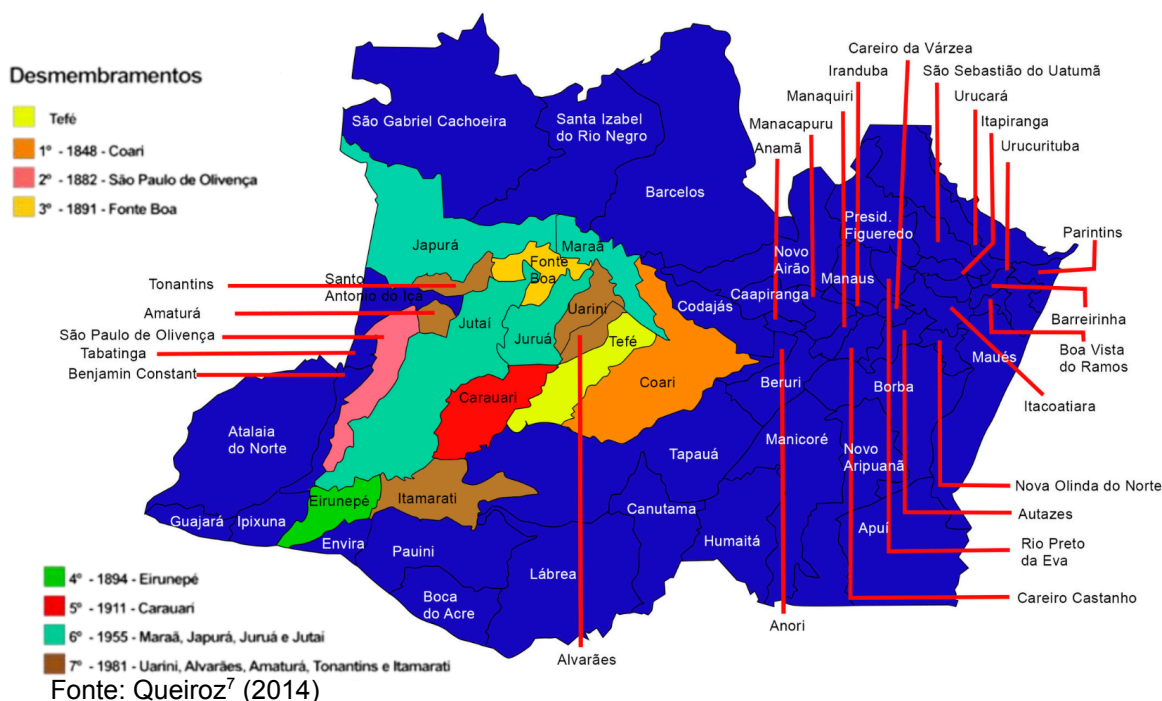 Desmembramentos
Tefé
1º - 1848 - Coari
2º - 1882 - São Paulo de Olivença
3º - 1891 - Fonte Boa
São Gabriel Cachoeira
Santa Izabel
do Rio Negro
Barcelos
Careiro da Várzea
Iranduba
São Sebastião do Uatumã
Manaquiri
Urucará
Manacapuru
Itapiranga
Anamã
Urucurituba
Presid.
Figueredo
Parintins
Japurá
Maraã
Fonte
Boa
Novo
Airão
Manaus
Tonantins
Santo
Antonio do Içá
Caapiranga
Codajás
Amaturá
Uarini
Barreirinha
Jutaí
São Paulo de Olivença
Juruá
Tefé
Tabatinga
Boa Vista
do Ramos
Maués
Benjamin Constant
Coari
Beruri
Borba
Carauari
Itacoatiara
Atalaia
do Norte
Manicoré
Novo
Aripuanã
Tapauá
Nova Olinda do Norte
Eirunepé
Itamarati
Canutama
Autazes
Guajará
Ipixuna
Apuí
Envira
Pauini
Humaitá
Rio Preto
da Eva
Lábrea
Boca
do Acre
Careiro Castanho
Anori
Alvarães
4º - 1894 - Eirunepé
5º - 1911 - Carauari
6º - 1955 - Maraã, Japurá, Juruá e Jutaí
7º - 1981 - Uarini, Alvarães, Amaturá, Tonantins e Itamarati
Fonte: Queiroz⁷ (2014)